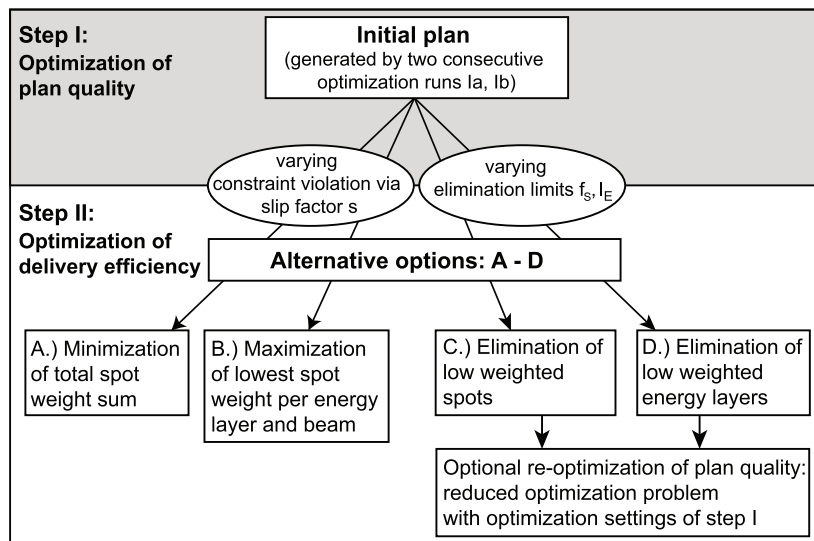 Step I:
Optimization of
plan quality
Initial plan
(generated by two consecutive
optimization runs Ia, Ib)
varying
constraint violation via
slip factor s
varying
elimination limits fS, IE
Step II:
Optimization of
delivery efficiency
Alternative options: A - D
A.) Minimization
of total spot
weight sum
B.) Maximization
of lowest spot
weight per energy
layer and beam
C.) Elimination of
low weighted
spots
D.) Elimination of
low weighted
energy layers
Optional re-optimization of plan quality:
reduced optimization problem
with optimization settings of step I